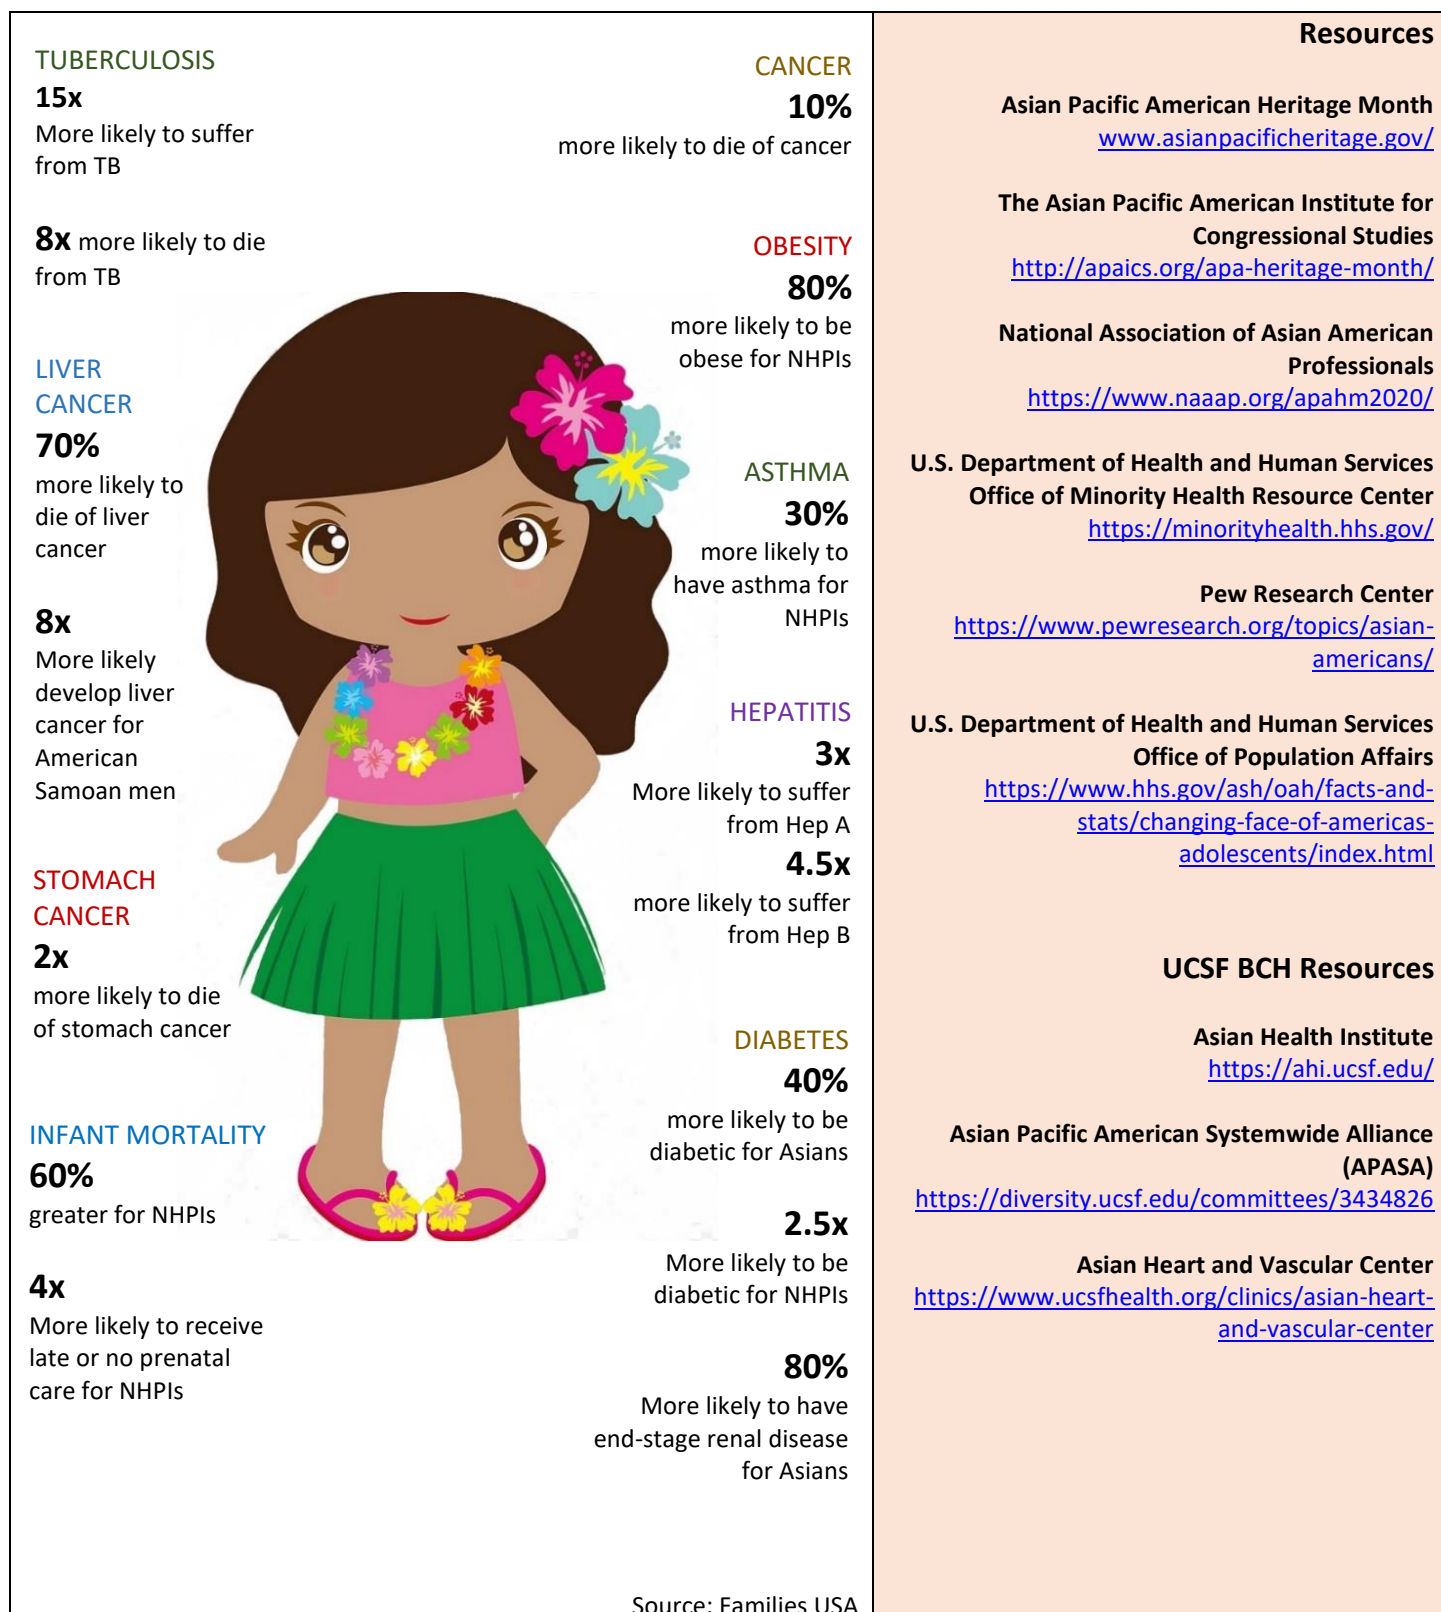 TUBERCULOSIS
15x
More likely to suffer
from TB
8x more likely to die
from TB
LIVER
CANCER
70%
more likely to
die of liver
cancer
8x
More likely
develop liver
cancer for
American
Samoan men
STOMACH
CANCER
2x
more likely to die
of stomach cancer
INFANT MORTALITY
60%
greater for NHPIs
4x
More likely to receive
late or no prenatal
care for NHPIs
CANCER
10%
more likely to die of cancer
OBESITY
80%
more likely to be
obese for NHPIs
ASTHMA
30%
more likely to
have asthma for
NHPIs
HEPATITIS
3x
More likely to suffer
from Hep A
4.5x
more likely to suffer
from Hep B
DIABETES
40%
more likely to be
diabetic for Asians
2.5x
More likely to be
diabetic for NHPIs
80%
More likely to have
end-stage renal disease
for Asians
Source: Families USA
Resources
Asian Pacific American Heritage Month
www.asianpacificheritage.gov/
The Asian Pacific American Institute for
Congressional Studies
http://apaics.org/apa-heritage-month/
National Association of Asian American
Professionals
https://www.naaap.org/apahm2020/
U.S. Department of Health and Human Services
Office of Minority Health Resource Center
https://minorityhealth.hhs.gov/
Pew Research Center
https://www.pewresearch.org/topics/asian-
americans/
U.S. Department of Health and Human Services
Office of Population Affairs
https://www.hhs.gov/ash/oah/facts-and-
stats/changing-face-of-americas-
adolescents/index.html
UCSF BCH Resources
Asian Health Institute
https://ahi.ucsf.edu/
Asian Pacific American Systemwide Alliance
(APASA)
https://diversity.ucsf.edu/committees/3434826
Asian Heart and Vascular Center
https://www.ucsfhealth.org/clinics/asian-heart-
and-vascular-center